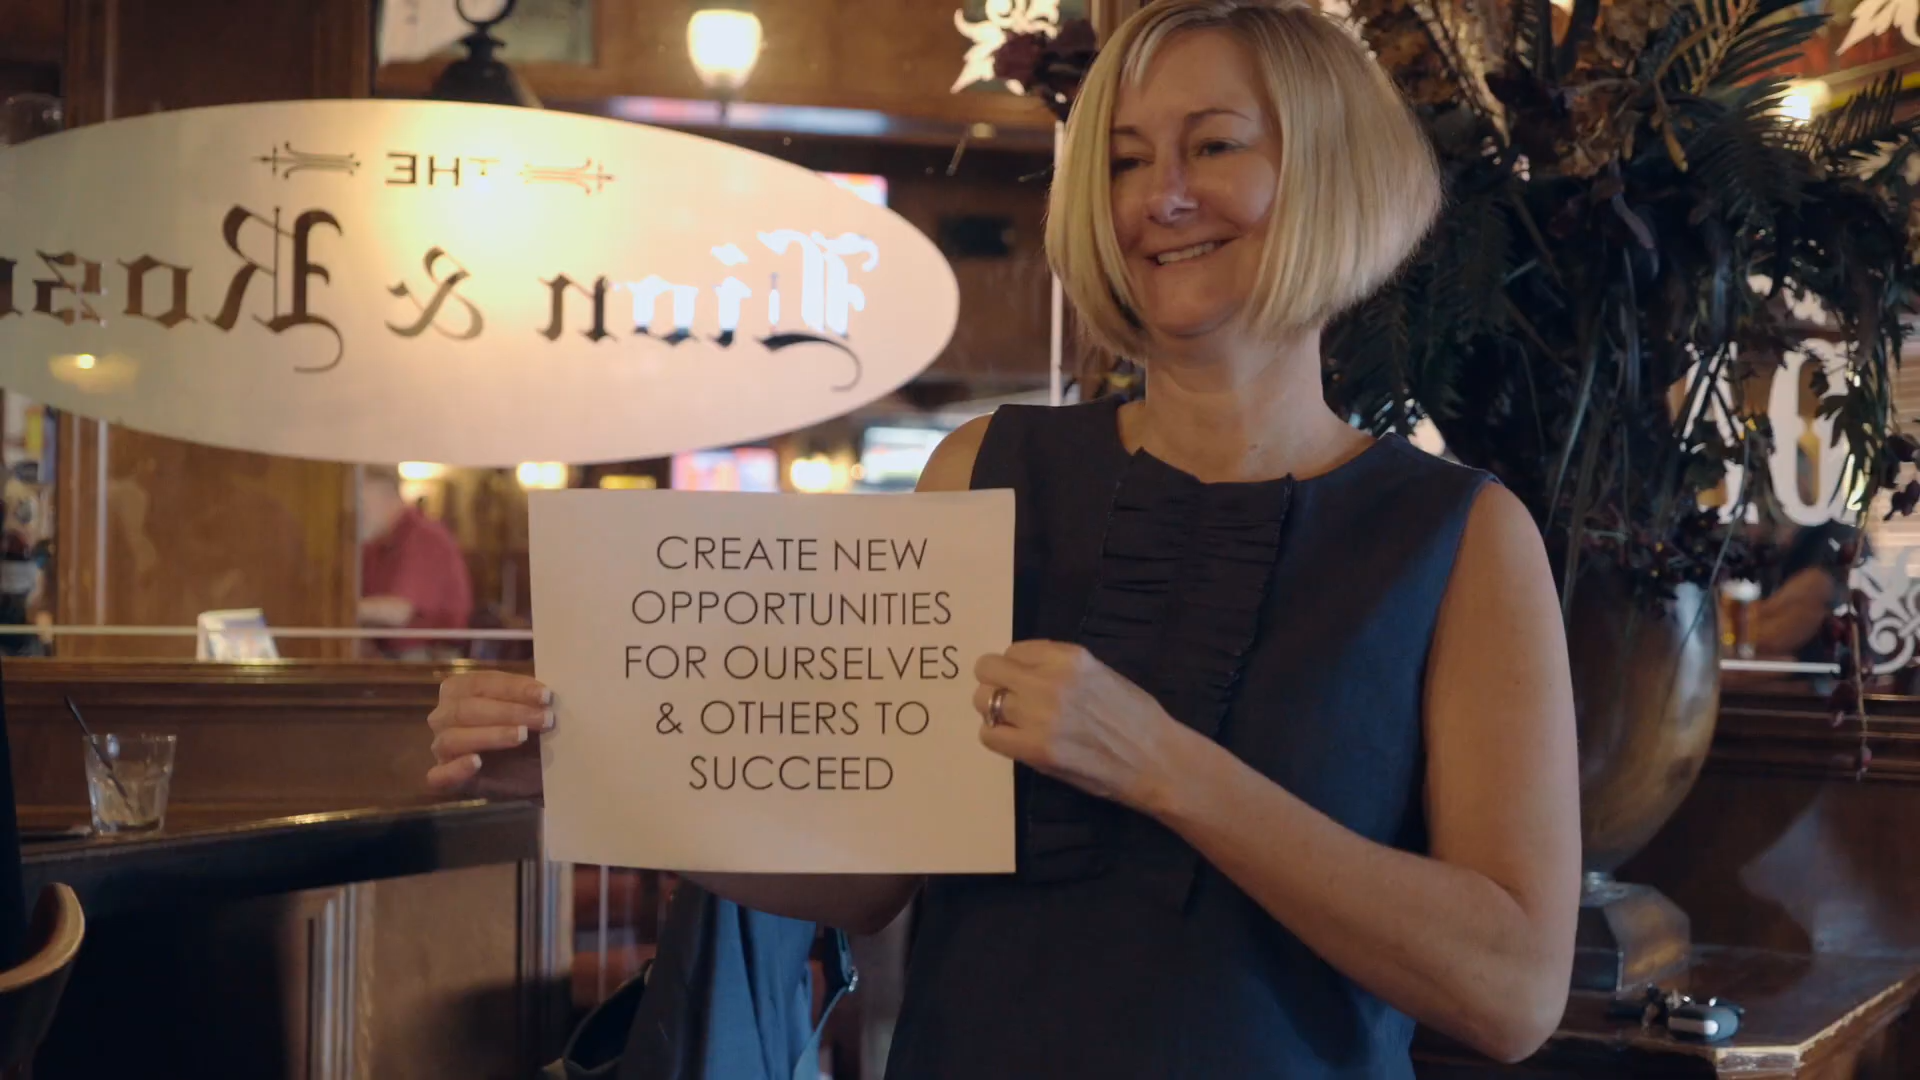 THE
Lion & Rose
CREATE NEW
OPPORTUNITIES
FOR OURSELVES
& OTHERS TO
SUCCEED